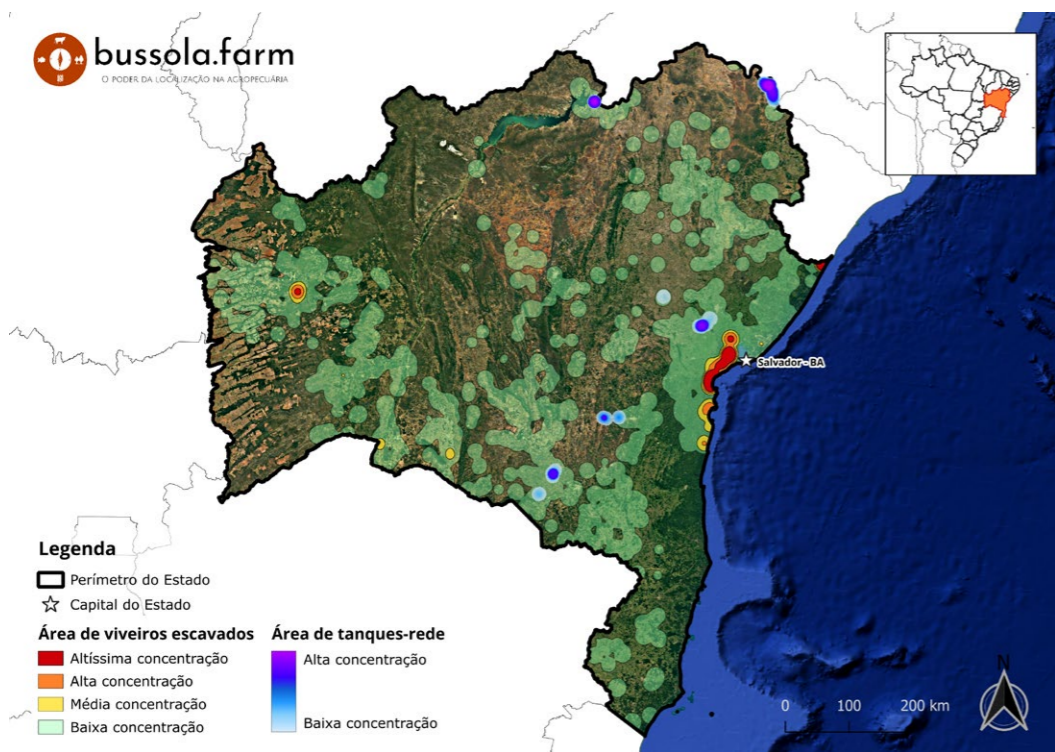 bussola.farm
O PODER DA LOCALIZAÇÃO NA AGROPECUÁRIA
Salvador - BA
Legenda
Perímetro do Estado
Capital do Estado
Área de viveiros escavados
Altíssima concentração
Alta concentração
Média concentração
Baixa concentração
Área de tanques-rede
Alta concentração
Baixa concentração
0 100 200 km
N